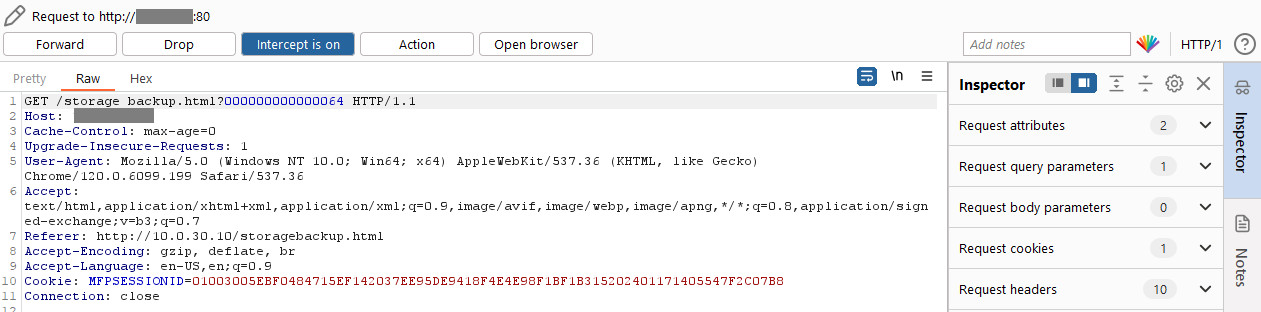 Request to http:// :80
Forward Drop Intercept is on Action Open browser Add notes HTTP/1 ?
Pretty Raw Hex \n Inspector
1 GET /storage backup.html?000000000000064 HTTP/1.1
2 Host:
3 Cache-Control: max-age=0
4 Upgrade-Insecure-Requests: 1
5 User-Agent: Mozilla/5.0 (Windows NT 10.0; Win64; x64) AppleWebKit/537.36 (KHTML, like Gecko)
Chrome/120.0.6099.199 Safari/537.36
6 Accept:
text/html,application/xhtml+xml,application/xml;q=0.9,image/avif,image/webp,image/apng,*/*;q=0.8,application/sign
ed-exchange;v=b3;q=0.7
7 Referer: http://10.0.30.10/storagebackup.html
8 Accept-Encoding: gzip, deflate, br
9 Accept-Language: en-US,en;q=0.9
10 Cookie: MFPSESSIONID=01003005EBF0484715EF142037EE95DE9418F4E4E98F1BF1B315202401171405547F2C07B8
11 Connection: close
12
Request attributes 2
Request query parameters 1
Request body parameters 0
Request cookies 1
Request headers 10
Inspector
Notes